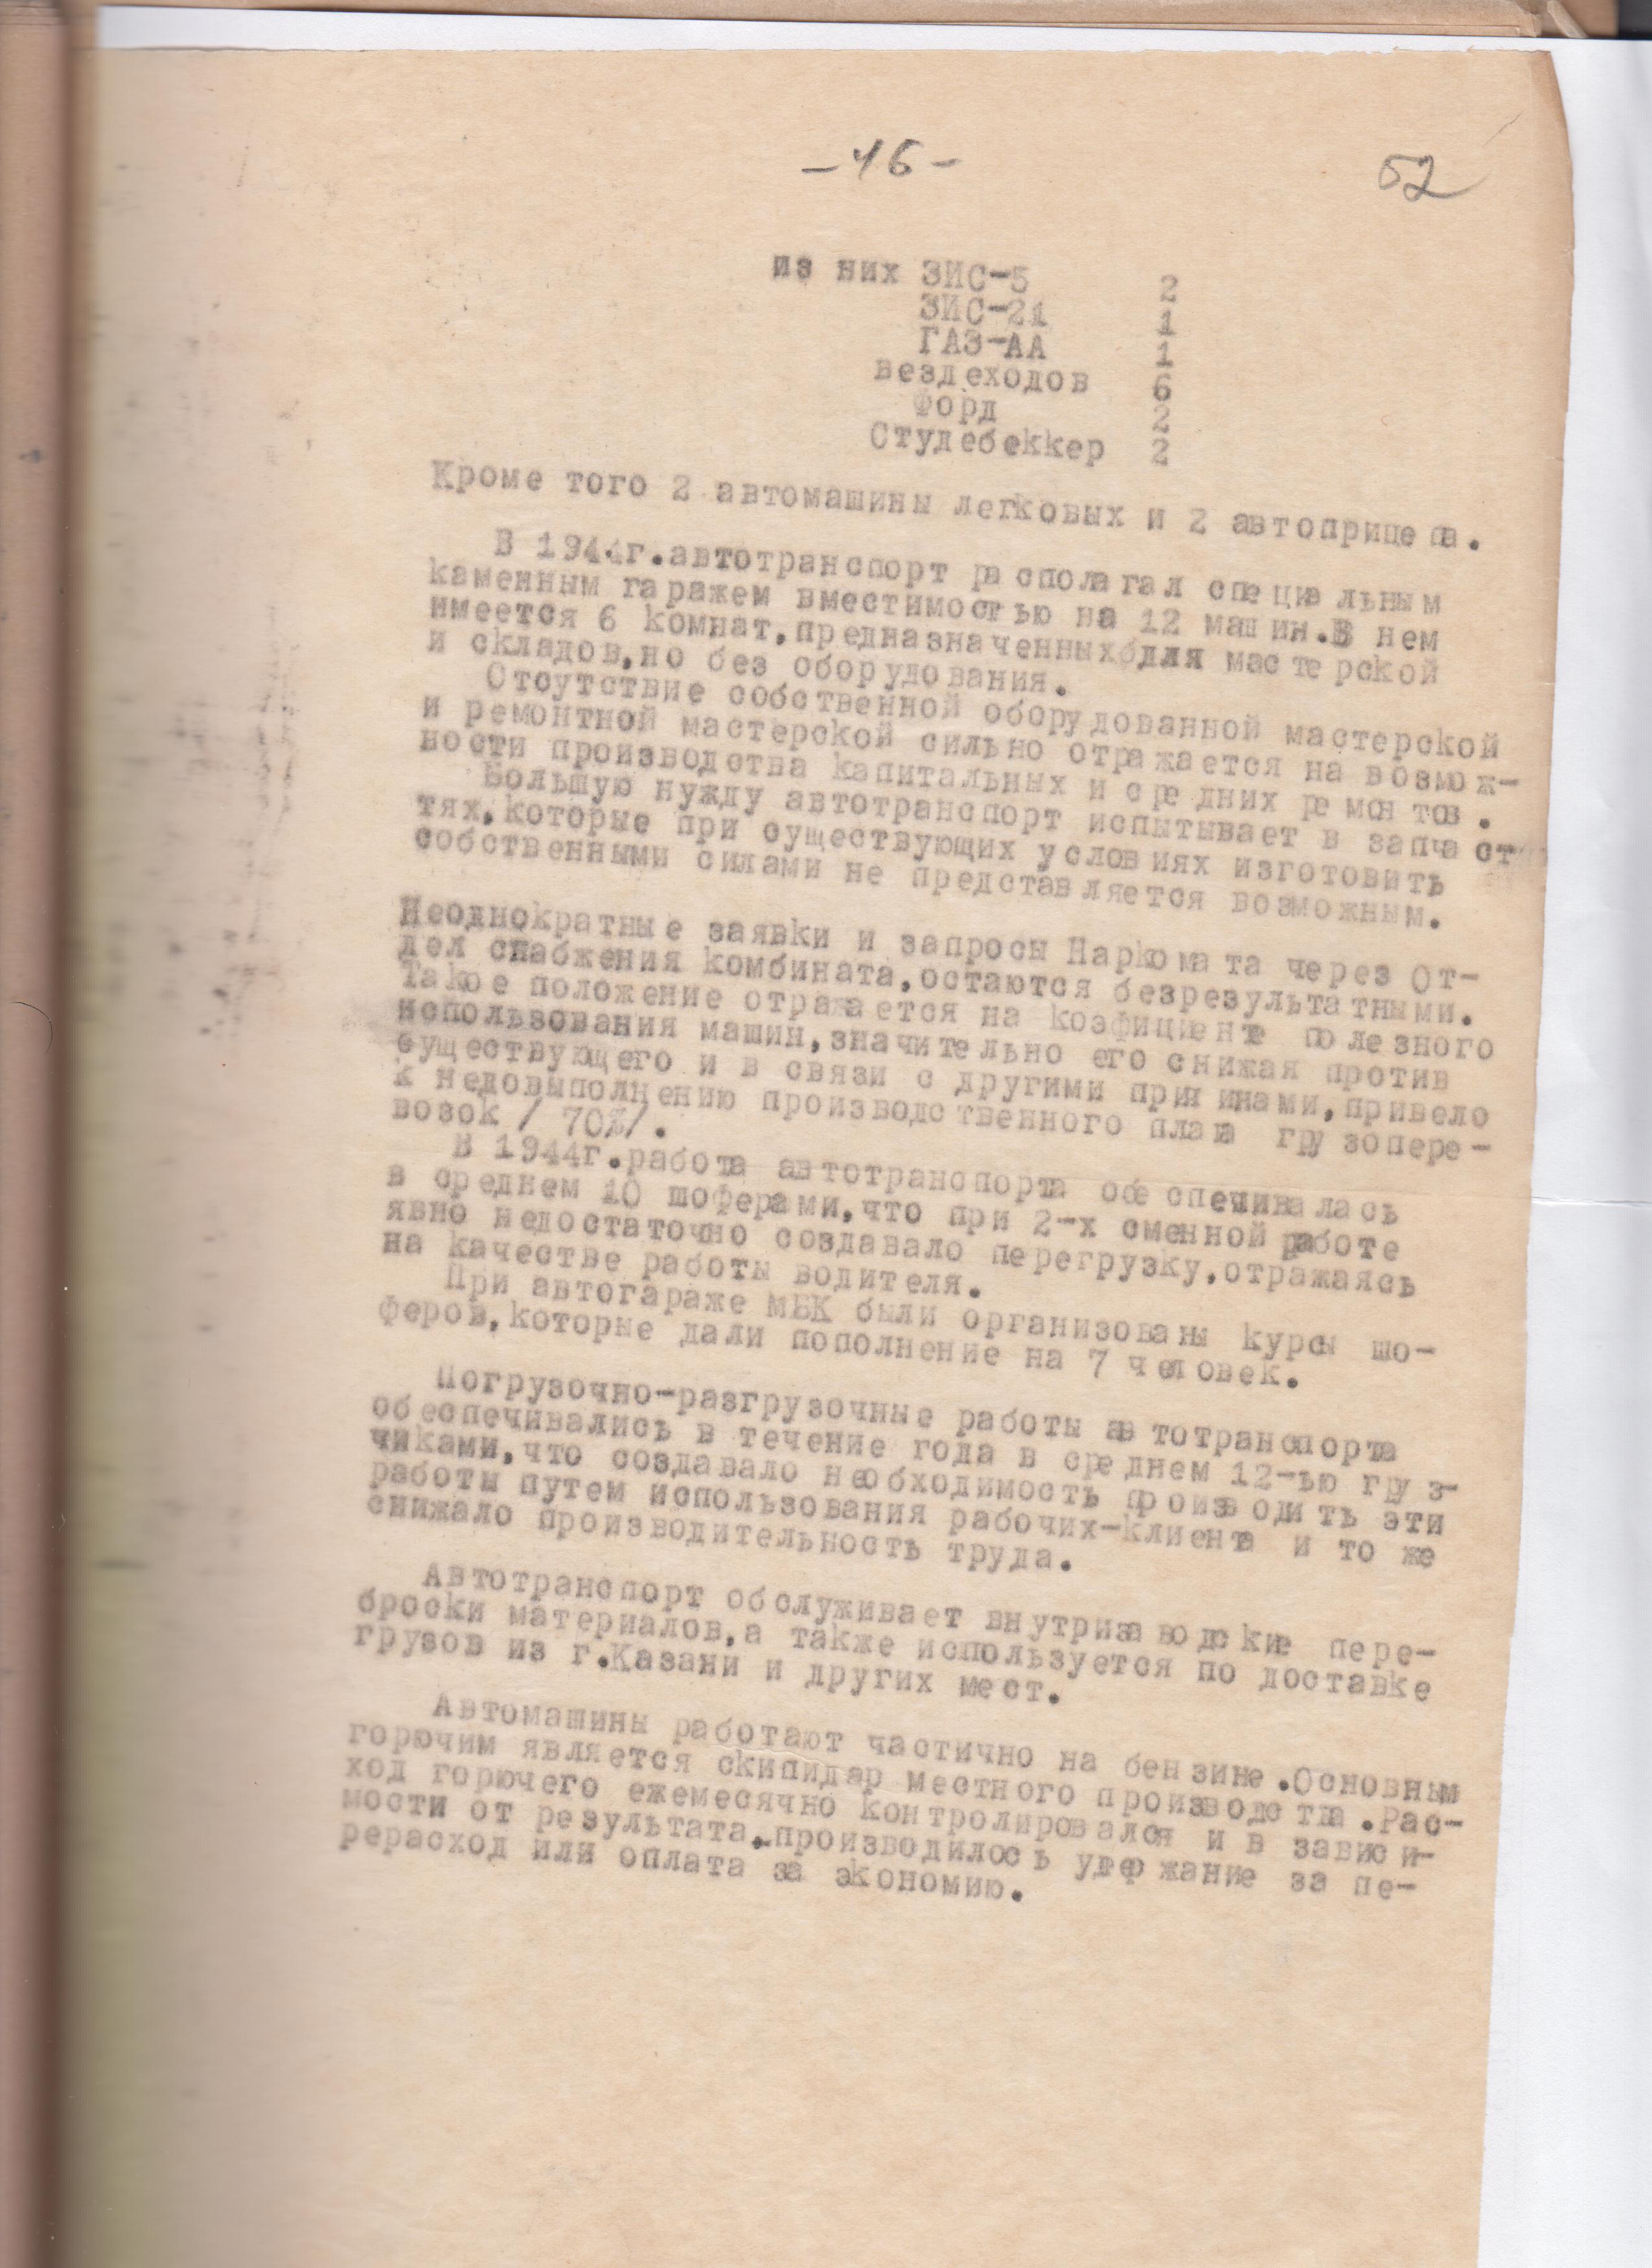 -46-
52
из них ЗИС-5 2
ЗИС-21 1
ГАЗ-АА 1
вездеходов 6
Форд 2
Студебеккер 2
Кроме того 2 автомашины легковых и 2 автоприцепа.
В 1944г.автотранспорт располагал специальным
каменным гаражем вместимостью на 12 машин.В нем
имеется 6 комнат,предназначенных для мастерской
и складов,но без оборудования.
Отсутствие собственной оборудованной мастерской
и ремонтной мастерской сильно отражается на возмож-
ности производства капитальных и средних ремонтов.
Большую нужду автотранспорт испытывает в запчаст
тях,которые при существующих условиях изготовить
собственными силами не представляется возможным.
Неоднократные заявки и запросы Наркомата через От-
дел снабжения комбината,остаются безрезультатными.
Такое положение отражается на коэфициенте полезного
использования машин,значительно его снижая против
существующего и в связи с другими причинами,привело
к недовыполнению производственного плана грузопере-
возок / 70%/.
В 1944г.работа автотранспорта обеспечивалась
в среднем 10 шоферами,что при 2-х сменной работе
явно недостаточно создавало перегрузку,отражаясь
на качестве работы водителя.
При автогараже МБК были организованы курсы шо-
феров,которые дали пополнение на 7 человек.
Погрузочно-разгрузочные работы автотранспорта
обеспечивались в течение года в среднем 12-ью груз-
чиками,что создавало необходимость производить эти
работы путем использования рабочих-клиента и то же
снижало производительность труда.
Автотранспорт обслуживает внутризаводские пере-
броски материалов,а также используется по доставке
грузов из г.Казани и других мест.
Автомашины работают частично на бензине.Основным
горючим является скипидар местного производства.Рас-
ход горючего ежемесячно контролировался и в зависи-
мости от результата,производилось удержание за пе-
рерасход или оплата за экономию.